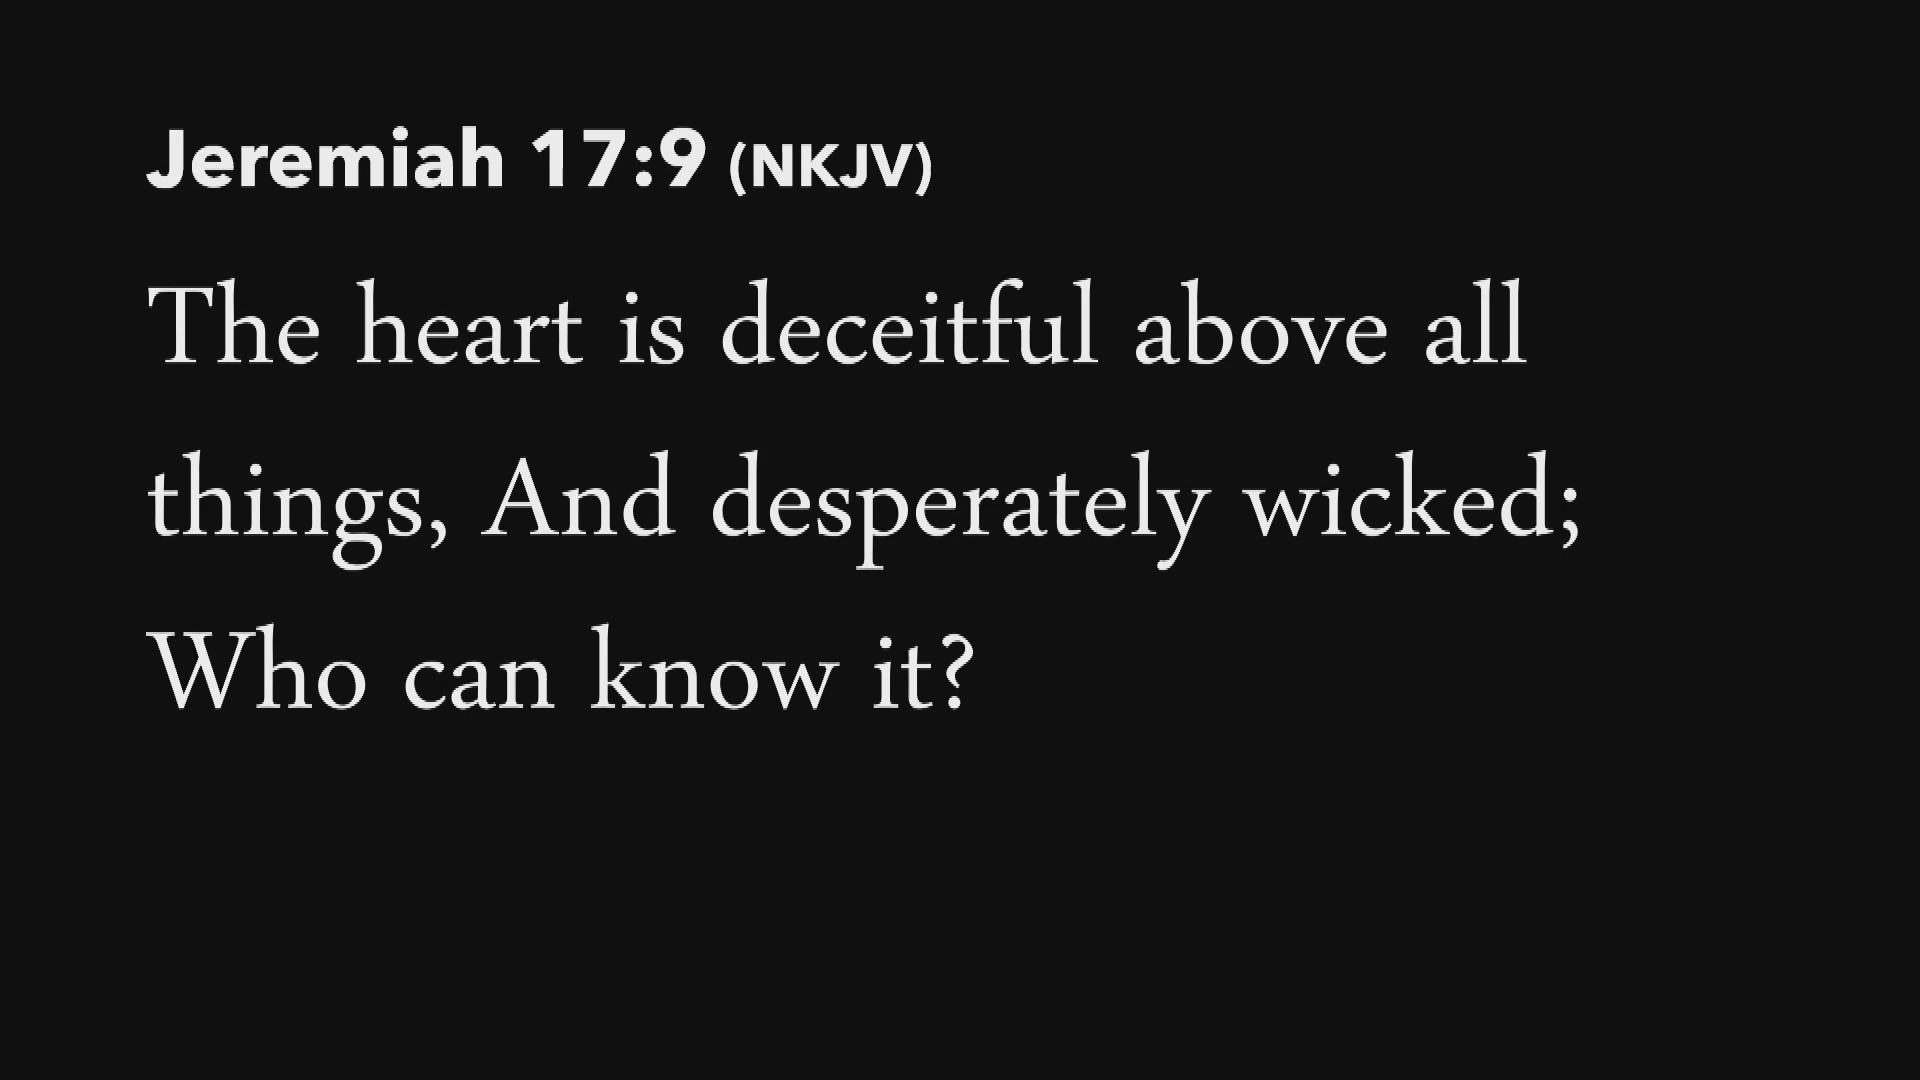 Jeremiah 17:9 (NKJV)
The heart is deceitful above all
things, And desperately wicked;
Who can know it?